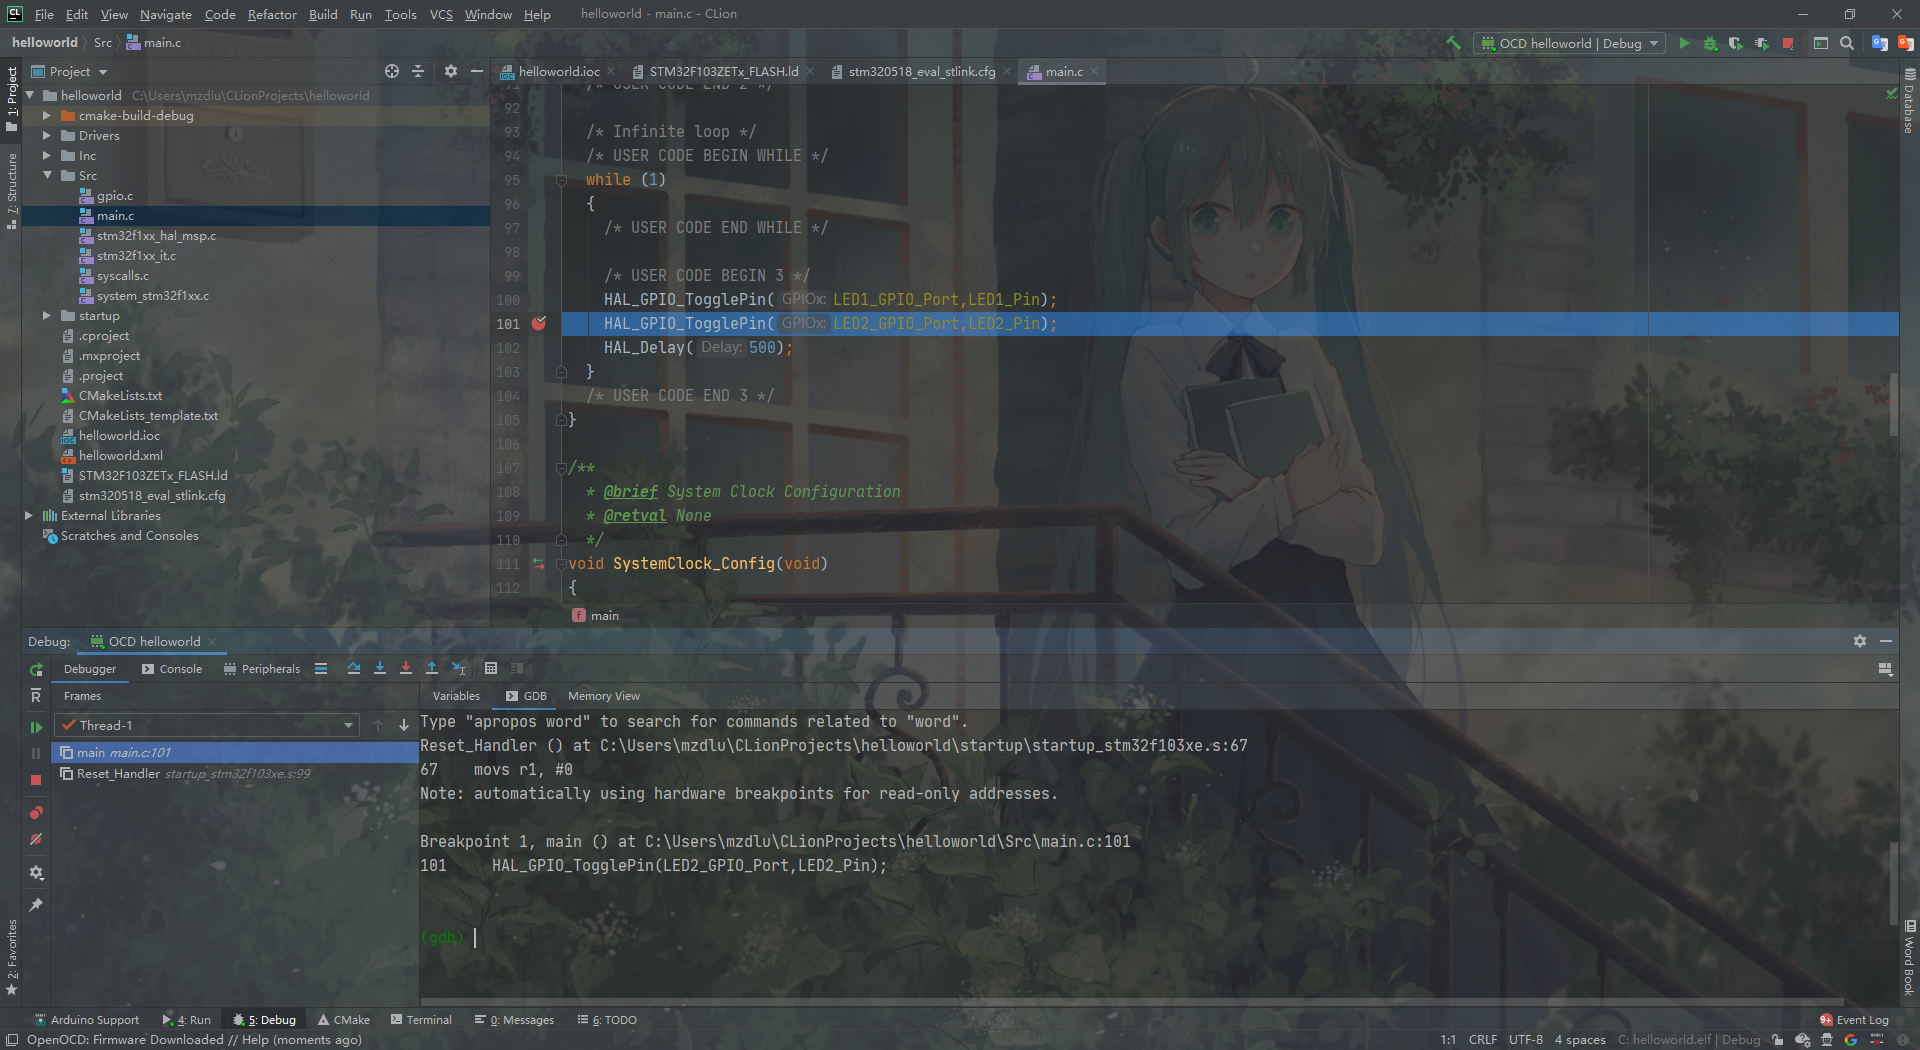 CL File Edit View Navigate Code Refactor Build Run Tools VCS Window Help helloworld - main.c - CLion
helloworld Src main.c
OCD helloworld | Debug
1: Project
7: Structure
2: Favorites
Project
helloworld C:\Users\mzdlu\CLionProjects\helloworld
cmake-build-debug
Drivers
Inc
Src
gpio.c
main.c
stm32f1xx_hal_msp.c
stm32f1xx_it.c
syscalls.c
system_stm32f1xx.c
startup
.cproject
.mxproject
.project
CMakeLists.txt
CMakeLists_template.txt
helloworld.ioc
helloworld.xml
STM32F103ZETx_FLASH.ld
stm320518_eval_stlink.cfg
External Libraries
Scratches and Consoles
helloworld.ioc STM32F103ZETx_FLASH.ld stm320518_eval_stlink.cfg main.c
91 /* USER CODE END 2 */
92
93 /* Infinite loop */
94 /* USER CODE BEGIN WHILE */
95 while (1)
96 {
97 /* USER CODE END WHILE */
98
99 /* USER CODE BEGIN 3 */
100 HAL_GPIO_TogglePin( GPIOx: LED1_GPIO_Port,LED1_Pin);
101 HAL_GPIO_TogglePin( GPIOx: LED2_GPIO_Port,LED2_Pin);
102 HAL_Delay( Delay: 500);
103 }
104 /* USER CODE END 3 */
105 }
106
107 /**
108 * @brief System Clock Configuration
109 * @retval None
110 */
111 void SystemClock_Config(void)
112 {
f main
Database
Word Book
Debug: OCD helloworld
Debugger Console Peripherals
Frames
Thread-1
main main.c:101
Reset_Handler startup_stm32f103xe.s:99
Variables GDB Memory View
Type "apropos word" to search for commands related to "word".
Reset_Handler () at C:\Users\mzdlu\CLionProjects\helloworld\startup\startup_stm32f103xe.s:67
67 movs r1, #0
Note: automatically using hardware breakpoints for read-only addresses.
Breakpoint 1, main () at C:\Users\mzdlu\CLionProjects\helloworld\Src\main.c:101
101 HAL_GPIO_TogglePin(LED2_GPIO_Port,LED2_Pin);
(gdb)
Arduino Support 4: Run 5: Debug CMake Terminal 0: Messages 6: TODO 9+ Event Log
OpenOCD: Firmware Downloaded // Help (moments ago) 1:1 CRLF UTF-8 4 spaces C: helloworld.elf | Debug